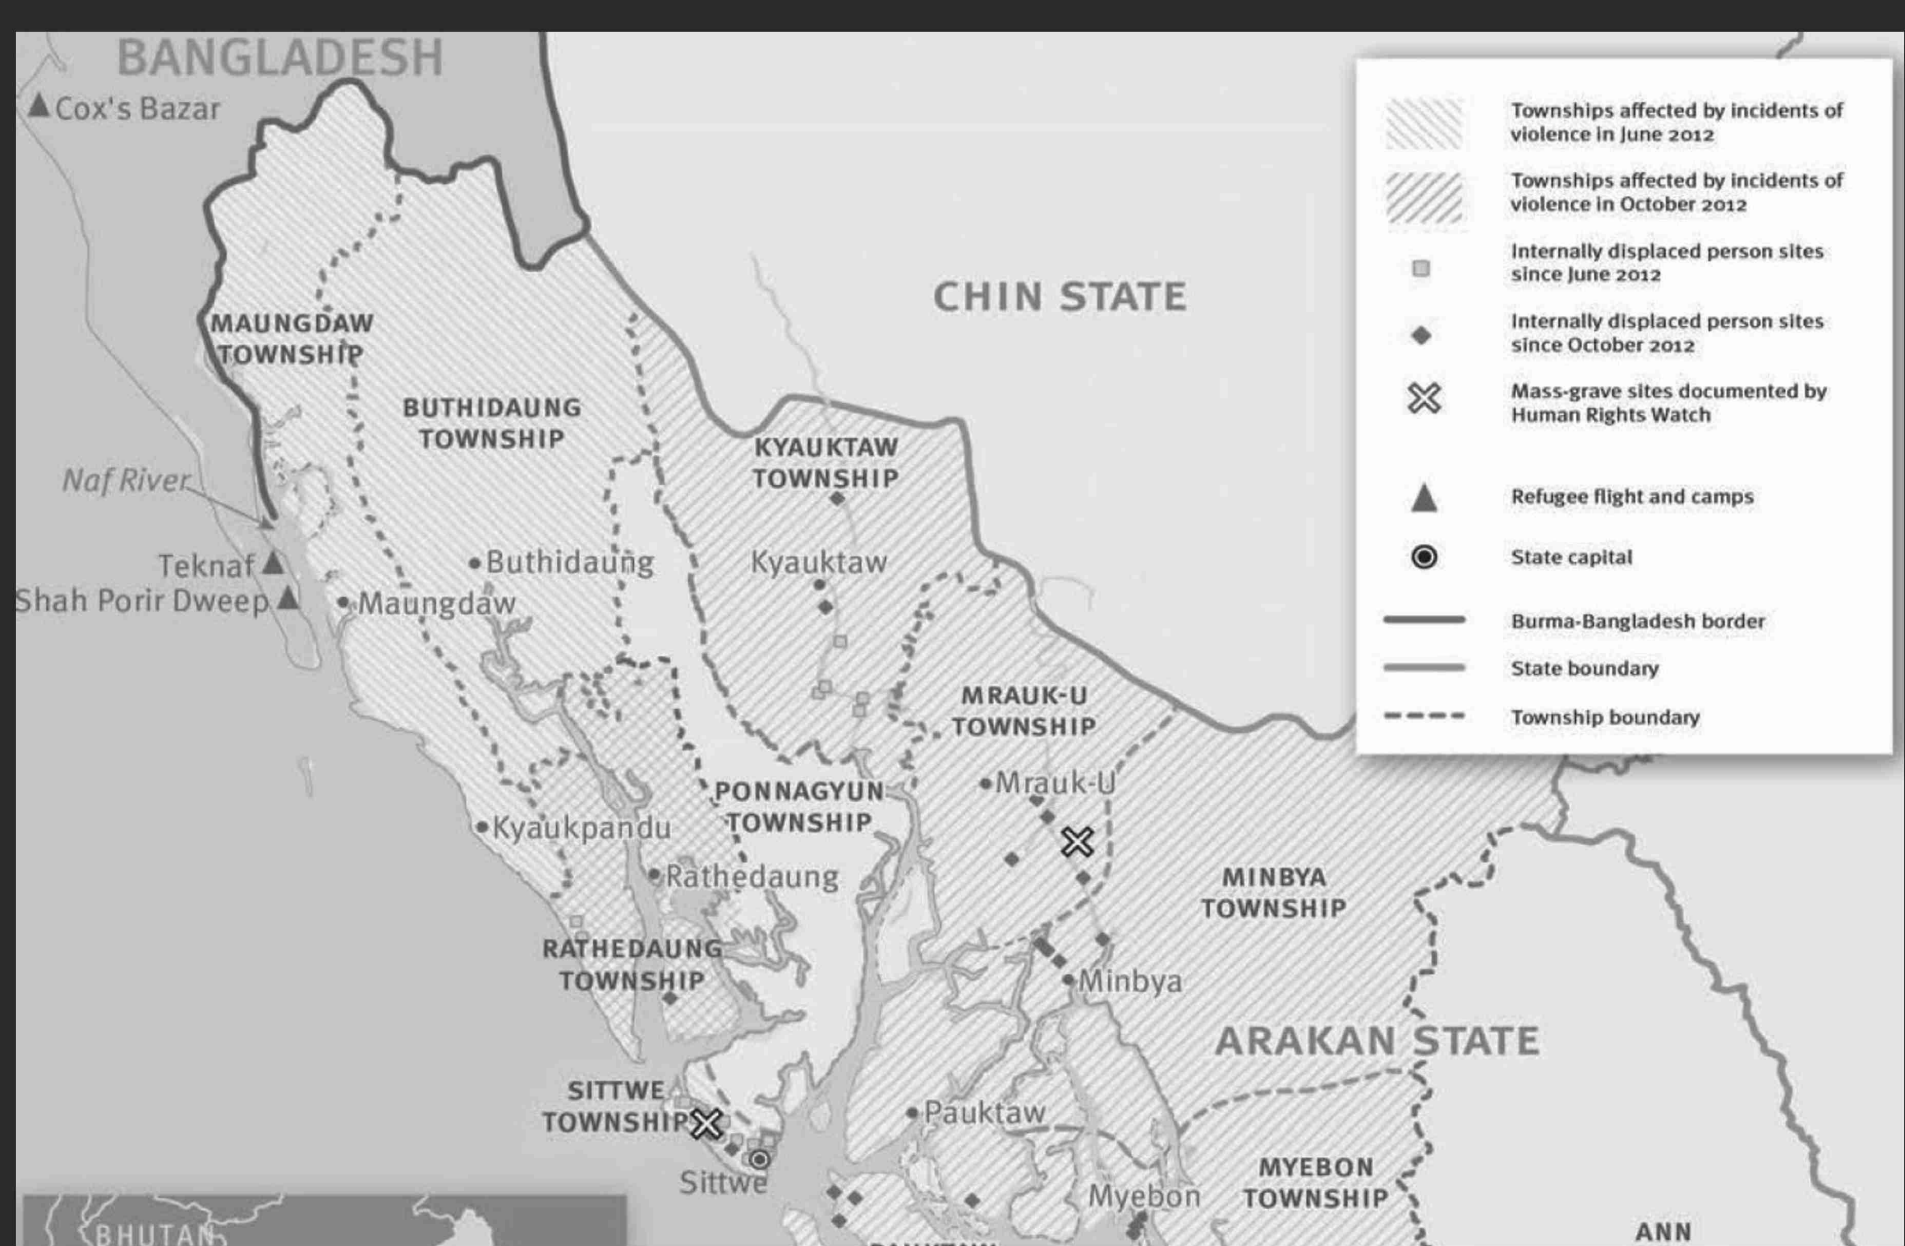 BANGLADESH
Cox's Bazar
Townships affected by incidents of
violence in June 2012
Townships affected by incidents of
violence in October 2012
Internally displaced person sites
since June 2012
Internally displaced person sites
since October 2012
Mass-grave sites documented by
Human Rights Watch
Refugee flight and camps
State capital
Burma-Bangladesh border
State boundary
Township boundary
CHIN STATE
MAUNGDAW
TOWNSHIP
BUTHIDAUNG
TOWNSHIP
KYAUKTAW
TOWNSHIP
Naf River
Teknaf
Buthidaung
Kyauktaw
Shah Porir Dweep
Maungdaw
MRAUK-U
TOWNSHIP
Mrauk-U
PONNAGYUN
TOWNSHIP
Kyaukpandu
Rathedaung
MINBYA
TOWNSHIP
RATHEDAUNG
TOWNSHIP
Minbya
ARAKAN STATE
SITTWE
TOWNSHIP
Pauktaw
Sittwe
MYEBON
TOWNSHIP
Myebon
BHUTAN
ANN